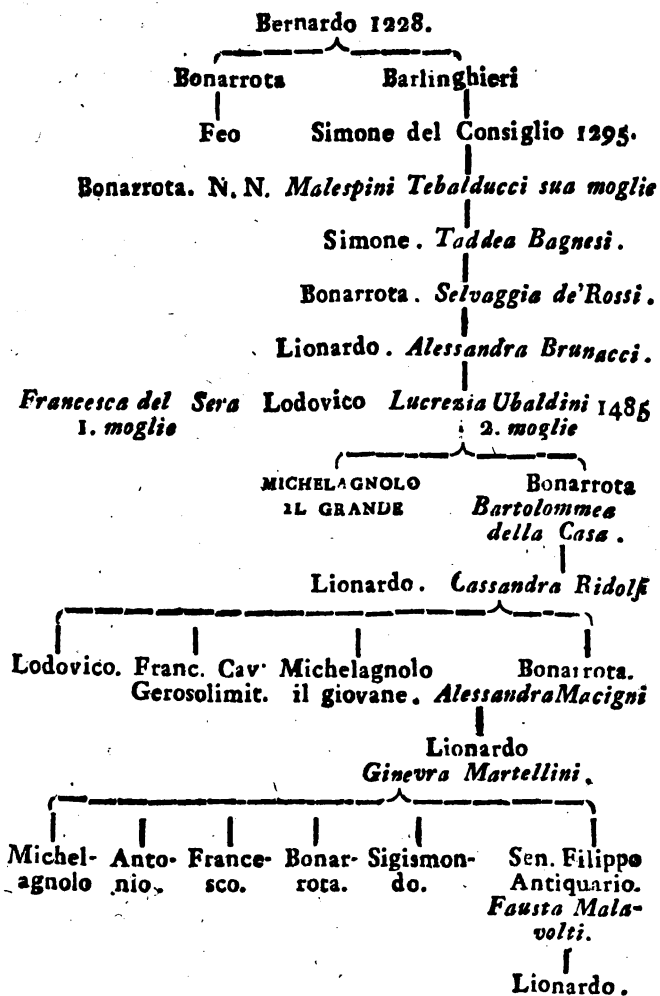 Bernardo 1228.
Bonarrota Barlinghieri
Feo Simone del Consiglio 1295.
Bonarrota. N. N. Malespini Tebalducci sua moglie
Simone. Taddea Bagnesi.
Bonarrota. Selvaggia de'Rossi.
Lionardo. Alessandra Brunacci.
Francesca del Sera Lodovico Lucrezia Ubaldini 1485
1. moglie 2. moglie
MICHELAGNOLO Bonarrota
IL GRANDE Bartolommea
della Casa.
Lionardo. Cassandra Ridolfi
Lodovico. Franc. Cav. Michelagnolo Bonarrota.
Gerosolimit. il giovane. Alessandra Macigni
Lionardo
Ginevra Martellini.
Michel- Anto- France- Bonar- Sigismon- Sen. Filippo
agnolo nio. sco. rota. do. Antiquario.
Fausta Mala-
volti.
Lionardo.